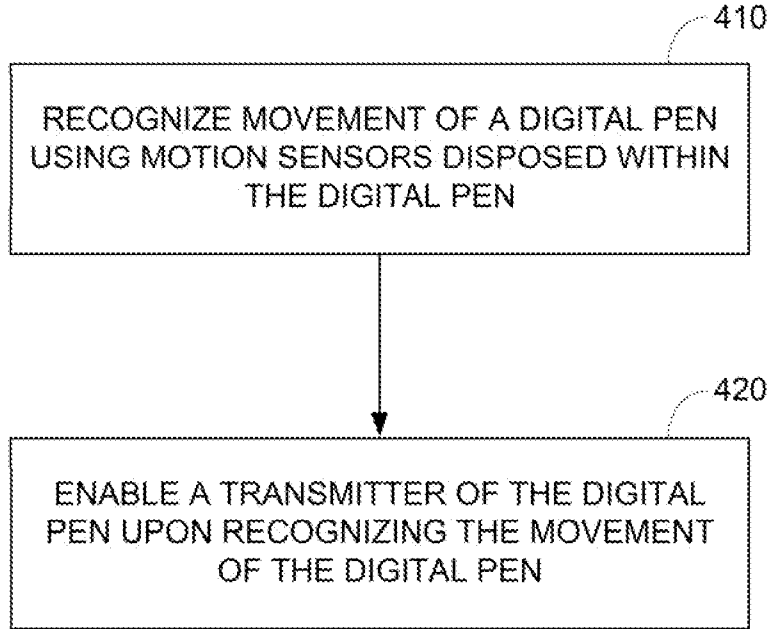 410
RECOGNIZE MOVEMENT OF A DIGITAL PEN
USING MOTION SENSORS DISPOSED WITHIN
THE DIGITAL PEN
420
ENABLE A TRANSMITTER OF THE DIGITAL
PEN UPON RECOGNIZING THE MOVEMENT
OF THE DIGITAL PEN